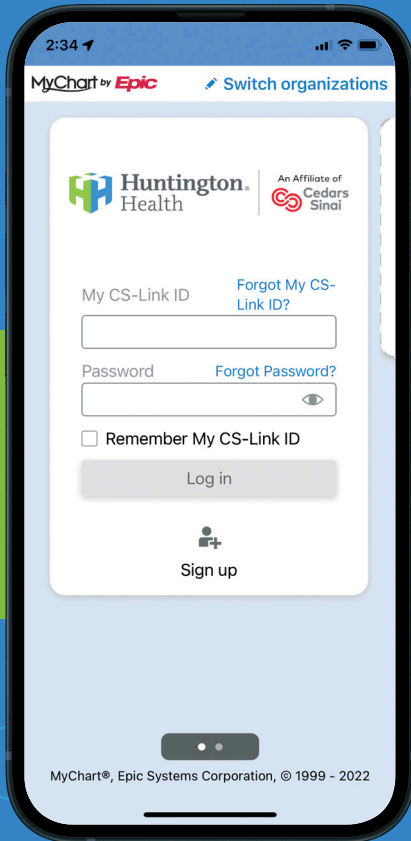 2:34
MyChart by Epic
Switch organizations
Huntington®
Health
An Affiliate of
Cedars
Sinai
My CS-Link ID
Forgot My CS-
Link ID?
Password
Forgot Password?
Remember My CS-Link ID
Log in
Sign up
MyChart®, Epic Systems Corporation, © 1999 - 2022